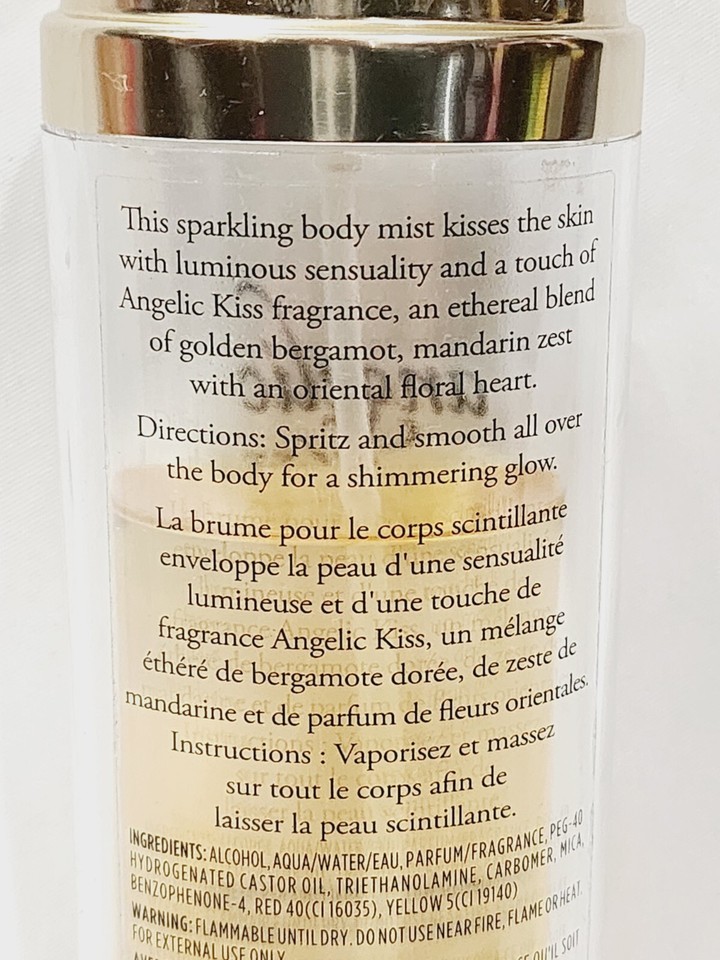 This sparkling body mist kisses the skin
with luminous sensuality and a touch of
Angelic Kiss fragrance, an ethereal blend
of golden bergamot, mandarin zest
with an oriental floral heart.
Directions: Spritz and smooth all over
the body for a shimmering glow.
La brume pour le corps scintillante
enveloppe la peau d'une sensualité
lumineuse et d'une touche de
fragrance Angelic Kiss, un mélange
éthéré de bergamote dorée, de zeste de
mandarine et de parfum de fleurs orientales.
Instructions : Vaporisez et massez
sur tout le corps afin de
laisser la peau scintillante.
INGREDIENTS: ALCOHOL, AQUA/WATER/EAU, PARFUM/FRAGRANCE, PEG-40
HYDROGENATED CASTOR OIL, TRIETHANOLAMINE, CARBOMER, MICA,
BENZOPHENONE-4, RED 40(CI 16035), YELLOW 5(CI 19140)
WARNING: FLAMMABLE UNTIL DRY. DO NOT USE NEAR FIRE, FLAME OR HEAT.
FOR EXTERNAL USE ONLY
QU'IL SOIT